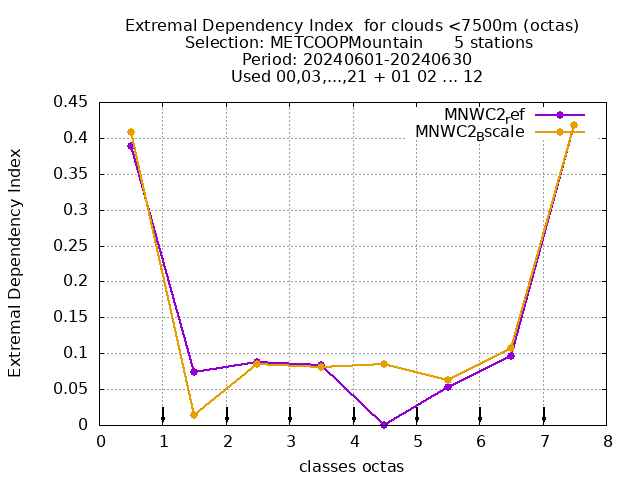 Extremal Dependency Index  for clouds <7500m (octas)
Selection: METCOOPMountain      5 stations
Period: 20240601-20240630
Used 00,03,...,21 + 01 02 ... 12
MNWC2ref
MNWC2Bscale
Extremal Dependency Index
0.45
0.4
0.35
0.3
0.25
0.2
0.15
0.1
0.05
0
0 1 2 3 4 5 6 7 8
classes octas